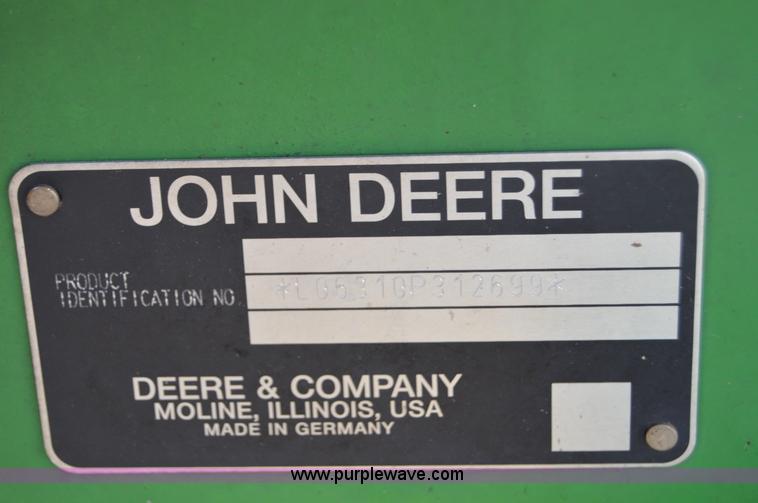 JOHN DEERE
PRODUCT
IDENTIFICATION NO
*L06310P312699*
DEERE & COMPANY
MOLINE, ILLINOIS, USA
MADE IN GERMANY
www.purplewave.com